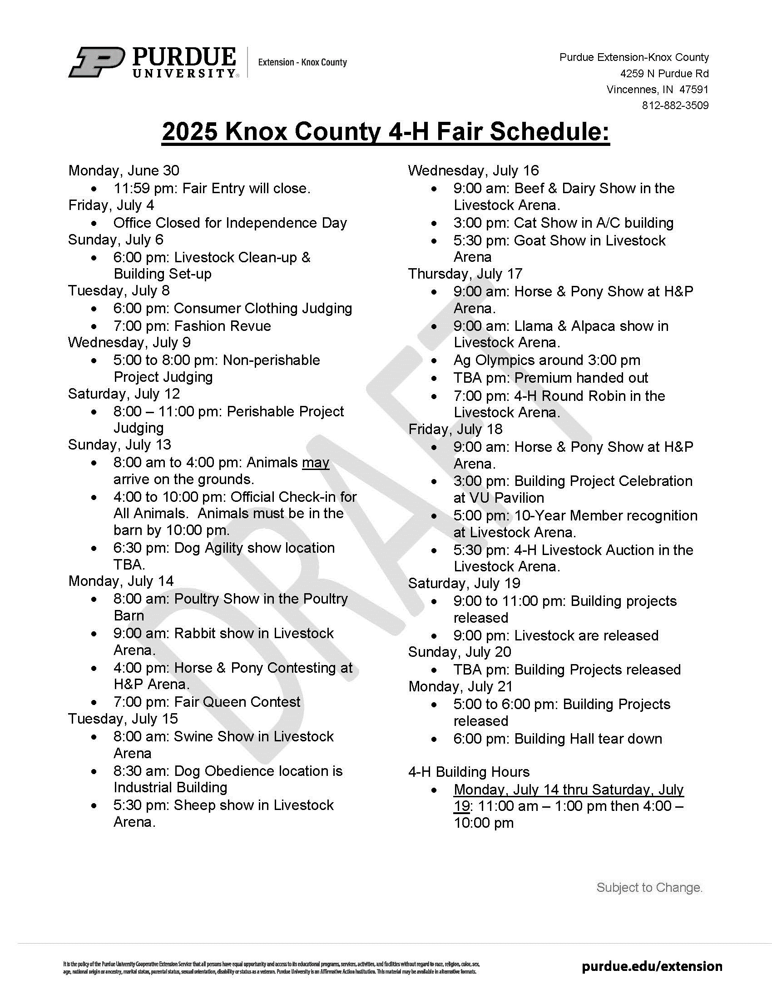 PURDUE
UNIVERSITY®
Extension - Knox County
Purdue Extension-Knox County
4259 N Purdue Rd
Vincennes, IN  47591
812-882-3509
2025 Knox County 4-H Fair Schedule:
Monday, June 30
• 11:59 pm: Fair Entry will close.
Friday, July 4
• Office Closed for Independence Day
Sunday, July 6
• 6:00 pm: Livestock Clean-up &
Building Set-up
Tuesday, July 8
• 6:00 pm: Consumer Clothing Judging
• 7:00 pm: Fashion Revue
Wednesday, July 9
• 5:00 to 8:00 pm: Non-perishable
Project Judging
Saturday, July 12
• 8:00 – 11:00 pm: Perishable Project
Judging
Sunday, July 13
• 8:00 am to 4:00 pm: Animals may
arrive on the grounds.
• 4:00 to 10:00 pm: Official Check-in for
All Animals.  Animals must be in the
barn by 10:00 pm.
• 6:30 pm: Dog Agility show location
TBA.
Monday, July 14
• 8:00 am: Poultry Show in the Poultry
Barn
• 9:00 am: Rabbit show in Livestock
Arena.
• 4:00 pm: Horse & Pony Contesting at
H&P Arena.
• 7:00 pm: Fair Queen Contest
Tuesday, July 15
• 8:00 am: Swine Show in Livestock
Arena
• 8:30 am: Dog Obedience location is
Industrial Building
• 5:30 pm: Sheep show in Livestock
Arena.
Wednesday, July 16
• 9:00 am: Beef & Dairy Show in the
Livestock Arena.
• 3:00 pm: Cat Show in A/C building
• 5:30 pm: Goat Show in Livestock
Arena
Thursday, July 17
• 9:00 am: Horse & Pony Show at H&P
Arena.
• 9:00 am: Llama & Alpaca show in
Livestock Arena.
• Ag Olympics around 3:00 pm
• TBA pm: Premium handed out
• 7:00 pm: 4-H Round Robin in the
Livestock Arena.
Friday, July 18
• 9:00 am: Horse & Pony Show at H&P
Arena.
• 3:00 pm: Building Project Celebration
at VU Pavilion
• 5:00 pm: 10-Year Member recognition
at Livestock Arena.
• 5:30 pm: 4-H Livestock Auction in the
Livestock Arena.
Saturday, July 19
• 9:00 to 11:00 pm: Building projects
released
• 9:00 pm: Livestock are released
Sunday, July 20
• TBA pm: Building Projects released
Monday, July 21
• 5:00 to 6:00 pm: Building Projects
released
• 6:00 pm: Building Hall tear down
4-H Building Hours
• Monday, July 14 thru Saturday, July
19: 11:00 am – 1:00 pm then 4:00 –
10:00 pm
DRAFT
Subject to Change.
It is the policy of the Purdue University Cooperative Extension Service that all persons have equal opportunity and access to its educational programs, services, activities, and facilities without regard to race, religion, color, sex,
age, national origin or ancestry, marital status, parental status, sexual orientation, disability or status as a veteran. Purdue University is an Affirmative Action Institution. This material may be available in alternative formats.
purdue.edu/extension